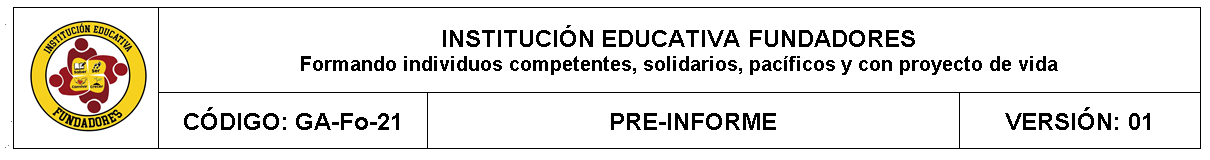 INSTITUCIÓN EDUCATIVA
FUNDADORES
INSTITUCIÓN EDUCATIVA FUNDADORES
Formando individuos competentes, solidarios, pacíficos y con proyecto de vida
CÓDIGO: GA-Fo-21
PRE-INFORME
VERSIÓN: 01